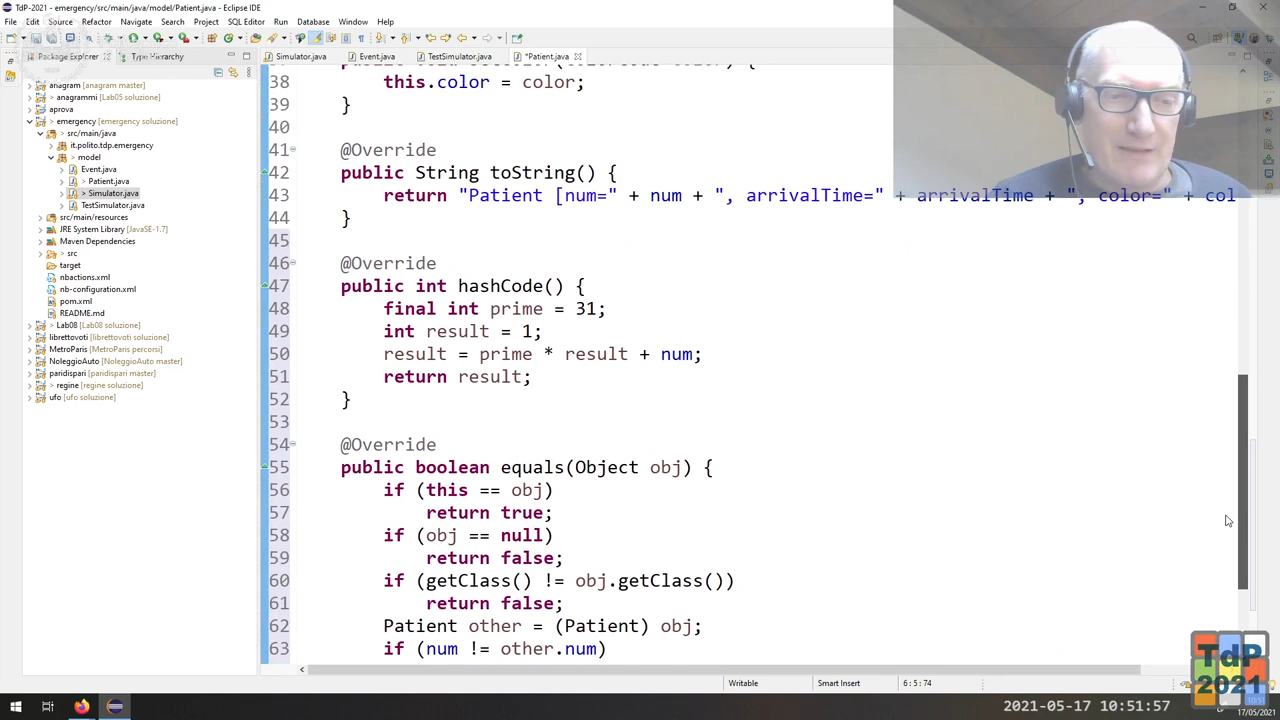 TdP-2021 - emergency/src/main/java/model/Patient.java - Eclipse IDE
File Edit Source Refactor Navigate Search Project SQL Editor Run Database Window Help
Package Explorer Type Hierarchy
Simulator.java Event.java TestSimulator.java *Patient.java
anagram [anagram master]
> anagrammi [Lab05 soluzione]
aprova
> emergency [emergency soluzione]
> src/main/java
> it.polito.tdp.emergency
> model
Event.java
> Patient.java
> Simulator.java
TestSimulator.java
src/main/resources
JRE System Library [JavaSE-1.7]
Maven Dependencies
> src
target
nbactions.xml
nb-configuration.xml
pom.xml
README.md
> Lab08 [Lab08 soluzione]
librettovoti [librettovoti master]
MetroParis [MetroParis percorsi]
NoleggioAuto [NoleggioAuto master]
paridispari [paridispari master]
> regine [regine soluzione]
ufo [ufo soluzione]
38 this.color = color;
39 }
40
41 @Override
42 public String toString() {
43 return "Patient [num=" + num + ", arrivalTime=" + arrivalTime + ", color=" + col
44 }
45
46 @Override
47 public int hashCode() {
48 final int prime = 31;
49 int result = 1;
50 result = prime * result + num;
51 return result;
52 }
53
54 @Override
55 public boolean equals(Object obj) {
56 if (this == obj)
57 return true;
58 if (obj == null)
59 return false;
60 if (getClass() != obj.getClass())
61 return false;
62 Patient other = (Patient) obj;
63 if (num != other.num)
Writable Smart Insert 6 : 5 : 74
TdP
2021
2021-05-17 10:51:57
10:51
17/05/2021